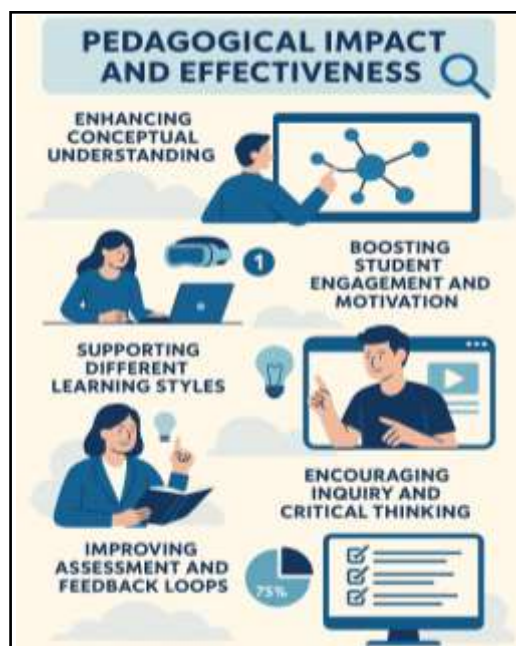 PEDAGOGICAL IMPACT
AND EFFECTIVENESS
ENHANCING
CONCEPTUAL
UNDERSTANDING
1
BOOSTING
STUDENT
ENGAGEMENT AND
MOTIVATION
SUPPORTING
DIFFERENT
LEARNING STYLES
ENCOURAGING
INQUIRY AND
CRITICAL THINKING
IMPROVING
ASSESSMENT AND
FEEDBACK LOOPS
75%